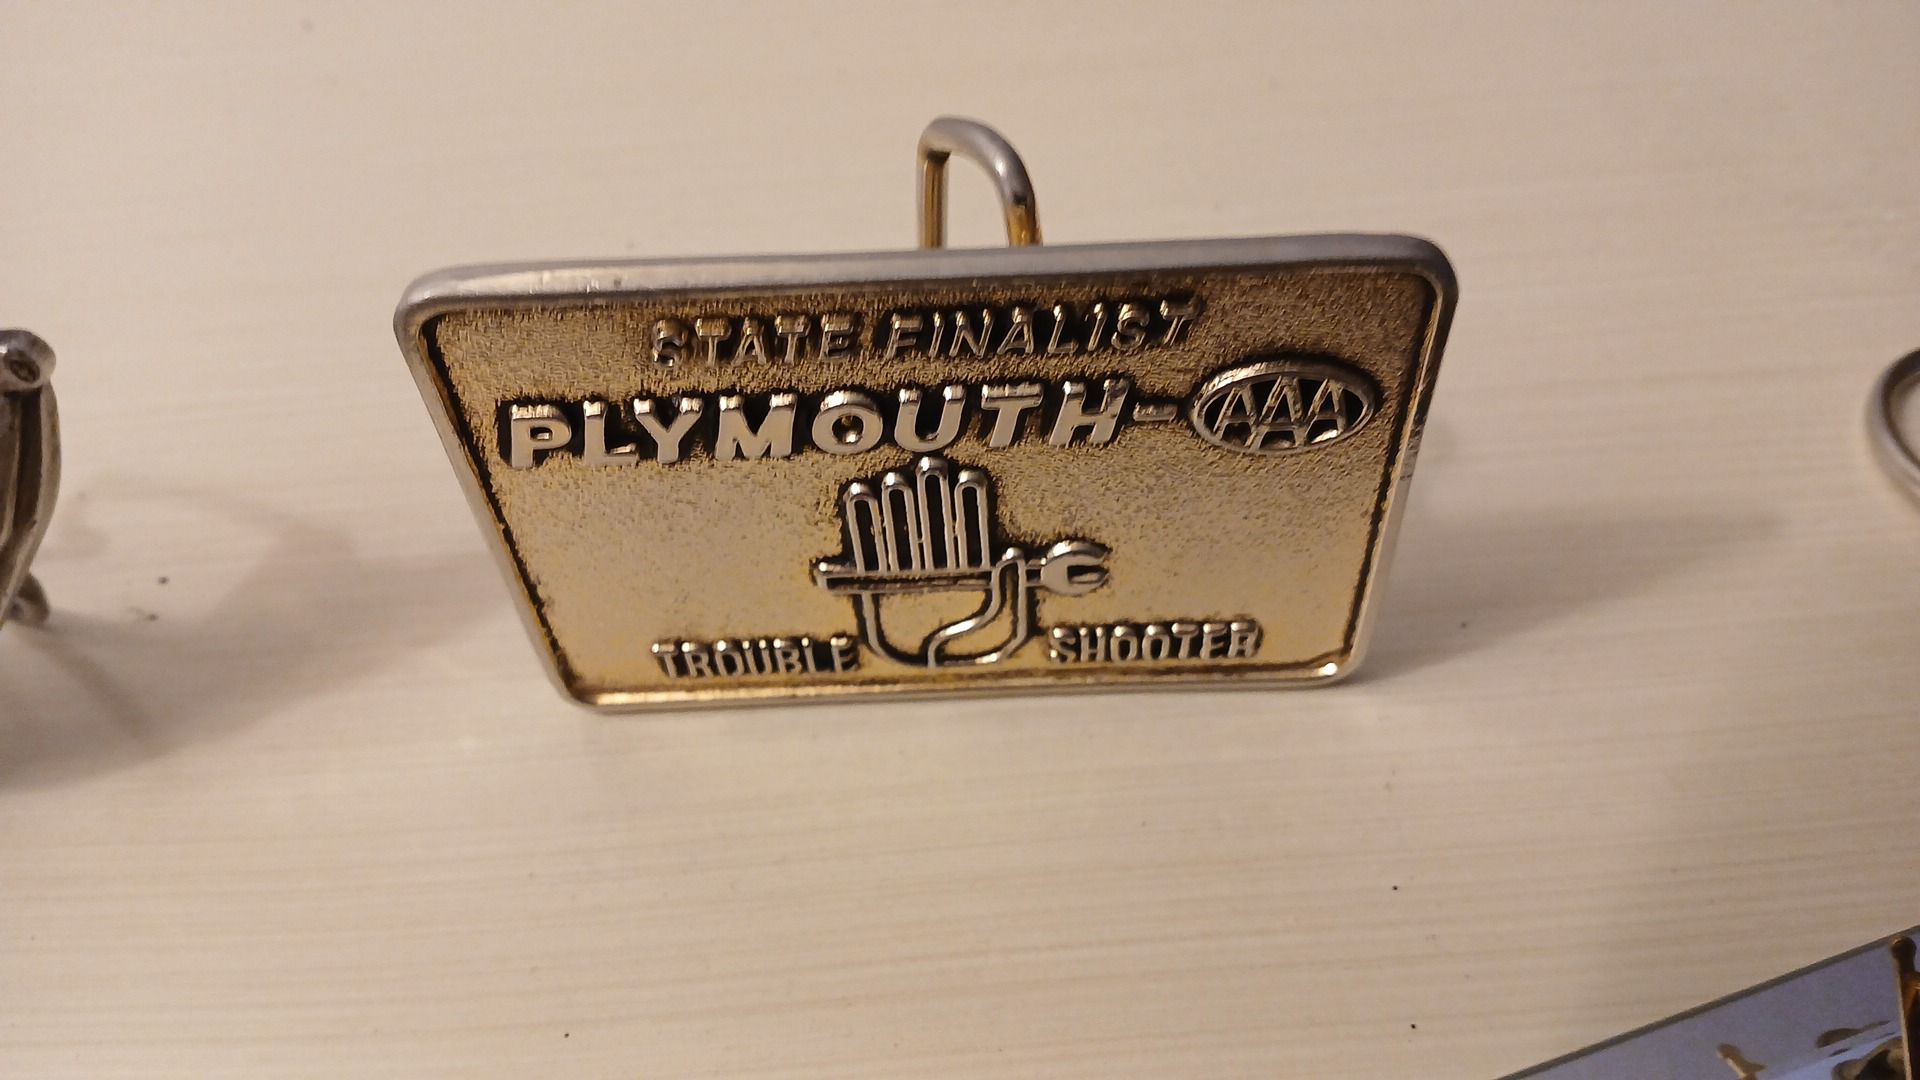 STATE FINALIST
PLYMOUTH-AAA
TROUBLE SHOOTER